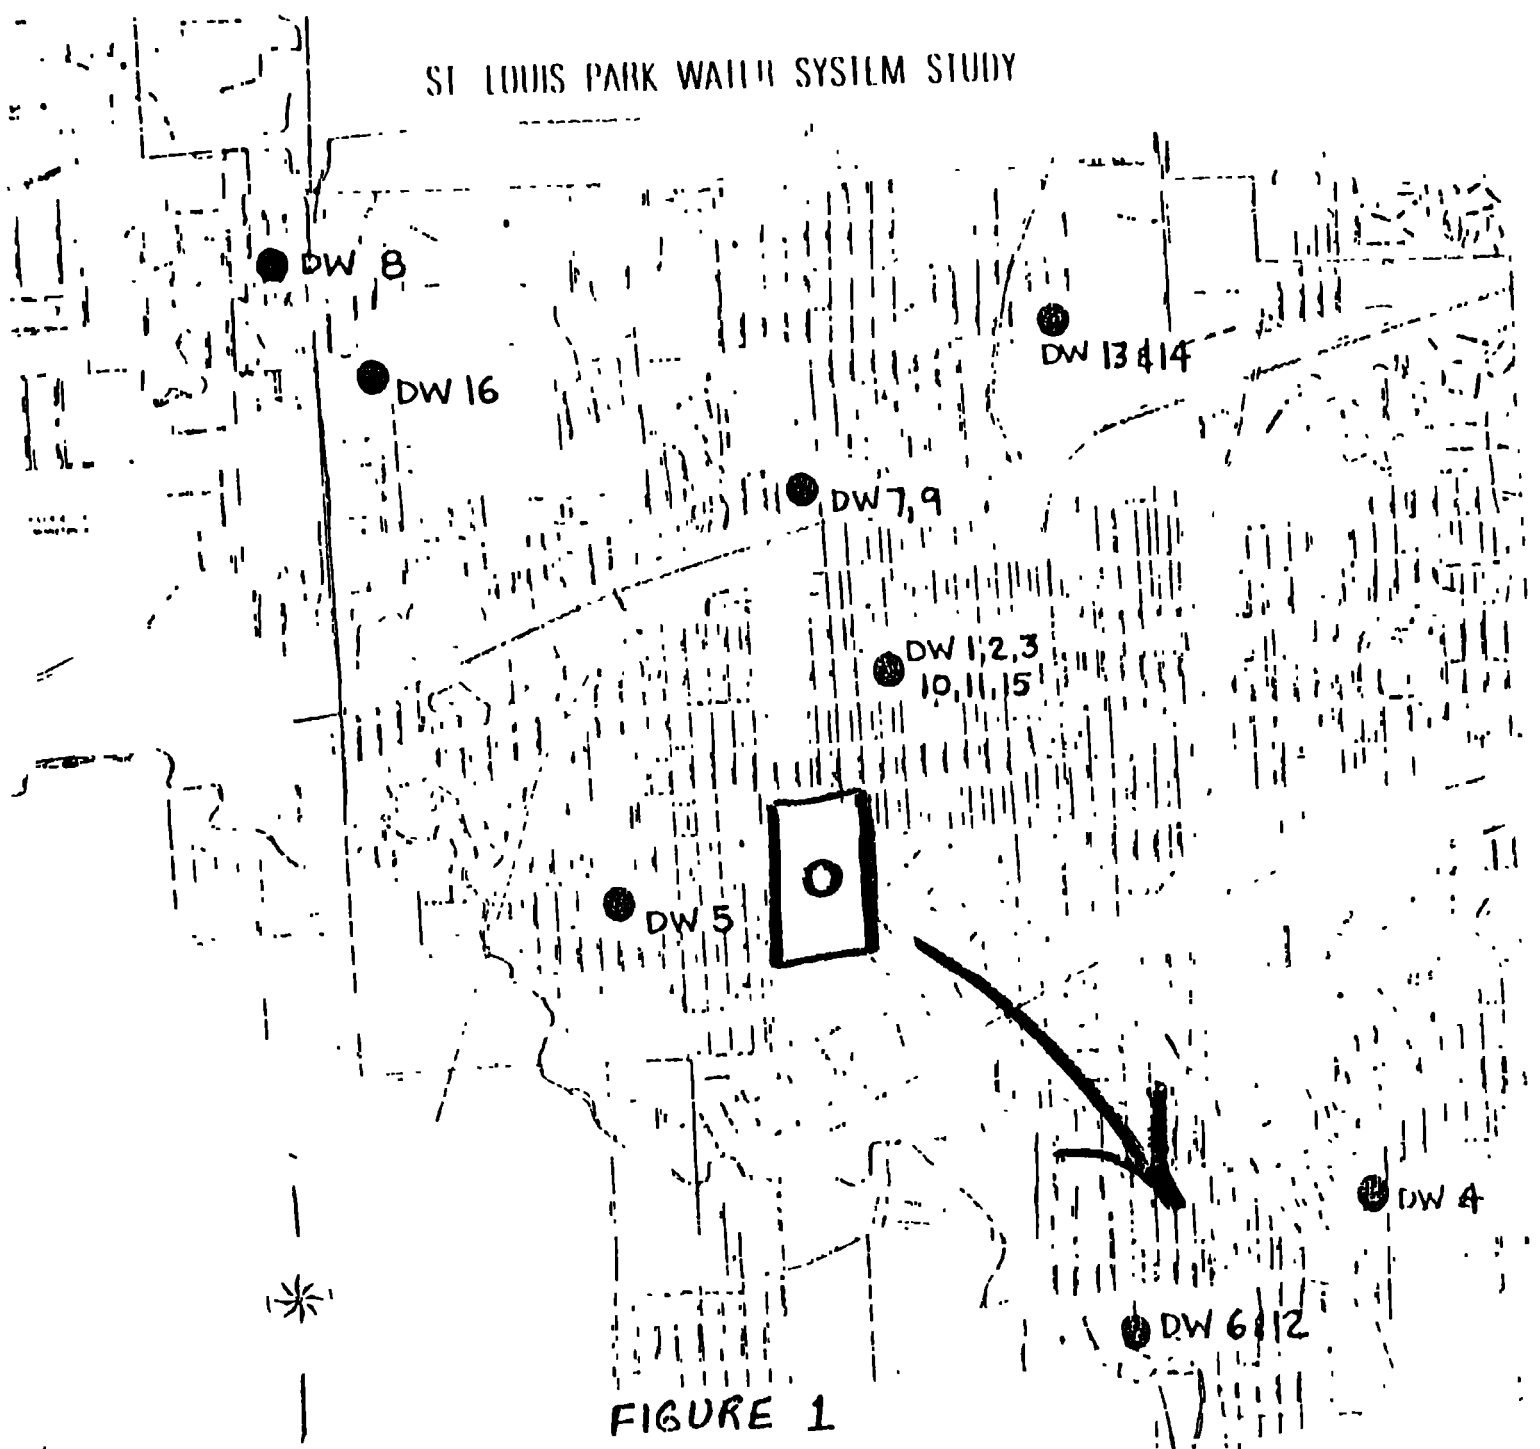 ST LOUIS PARK WATER SYSTEM STUDY
DW 8
DW 13 & 14
DW 16
DW 7, 9
DW 1, 2, 3
10, 11, 15
DW 5
DW 4
DW 6 & 12
FIGURE 1